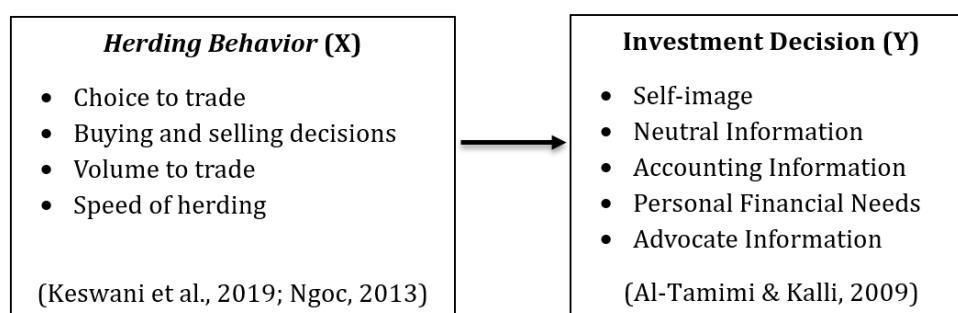 Herding Behavior (X)
• Choice to trade
• Buying and selling decisions
• Volume to trade
• Speed of herding
(Keswani et al., 2019; Ngoc, 2013)
Investment Decision (Y)
• Self-image
• Neutral Information
• Accounting Information
• Personal Financial Needs
• Advocate Information
(Al-Tamimi & Kalli, 2009)